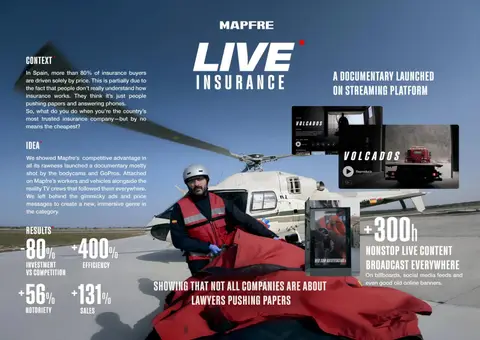 MAPFRE
LIVE
INSURANCE
CONTEXT
In Spain, more than 80% of insurance buyers
are driven solely by price. This is partially due to
the fact that people don't really understand how
insurance works. They think it's just people
pushing papers and answering phones.
So, what do you do when you're the country's
most trusted insurance company—but by no
means the cheapest?
IDEA
We showed Mapfre's competitive advantage in
all its rawness launched a documentary mostly
shot by the bodycams and GoPros. Attached
on Mapfre's workers and vehicles alongside the
reality TV crews that followed them everywhere.
We left behind the gimmicky ads and price
messages to create a new, immersive genre in
the category.
RESULTS
-80%
INVESTMENT
VS COMPETITION
+400%
EFFICIENCY
+56%
NOTORIETY
+131%
SALES
A DOCUMENTARY LAUNCHED
ON STREAMING PLATFORM
VOLCADOS
VOLCADOS
+300h
NONSTOP LIVE CONTENT
BROADCAST EVERYWHERE
On billboards, social media feeds and
even good old online banners.
SHOWING THAT NOT ALL COMPANIES ARE ABOUT
LAWYERS PUSHING PAPERS